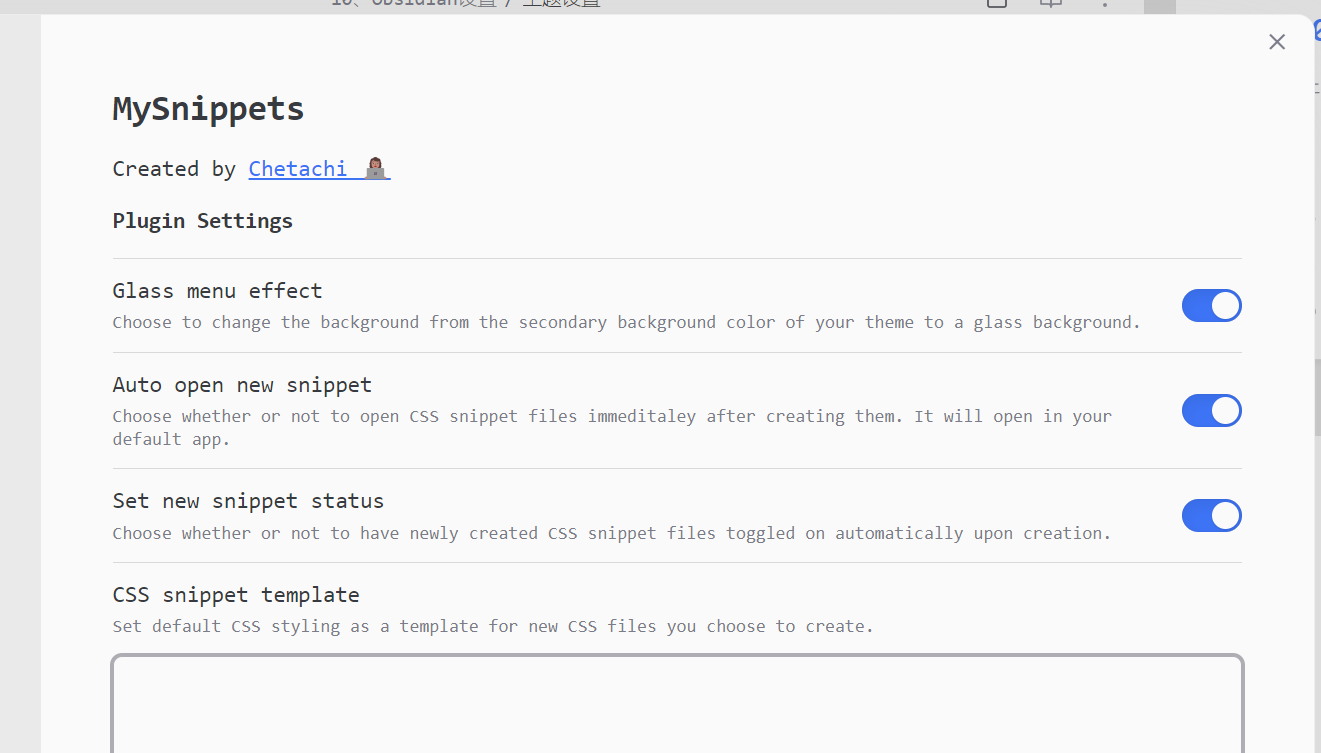 MySnippets
Created by Chetachi
Plugin Settings
Glass menu effect
Choose to change the background from the secondary background color of your theme to a glass background.
Auto open new snippet
Choose whether or not to open CSS snippet files immeditaley after creating them. It will open in your
default app.
Set new snippet status
Choose whether or not to have newly created CSS snippet files toggled on automatically upon creation.
CSS snippet template
Set default CSS styling as a template for new CSS files you choose to create.